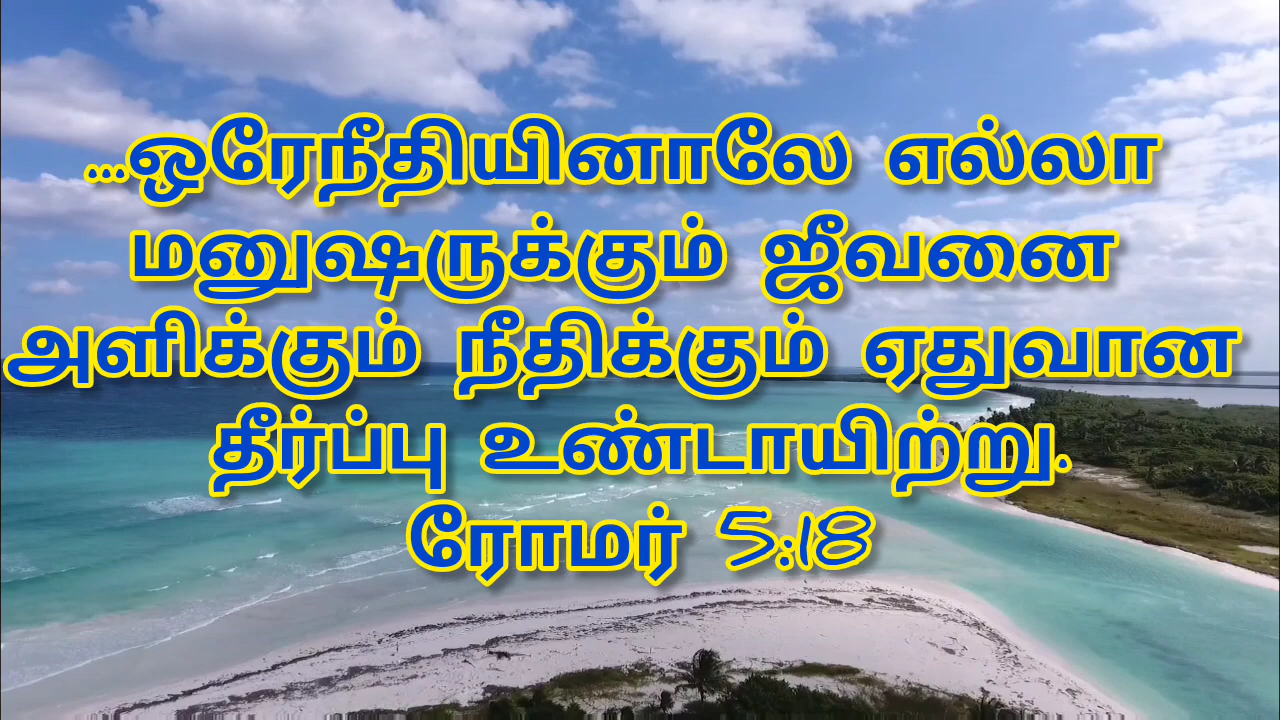 ...ஒரேநீதியினாலே எல்லா
மனுஷருக்கும் ஜீவனை
அளிக்கும் நீதிக்கும் ஏதுவான
தீர்ப்பு உண்டாயிற்று.
ரோமர் 5:18